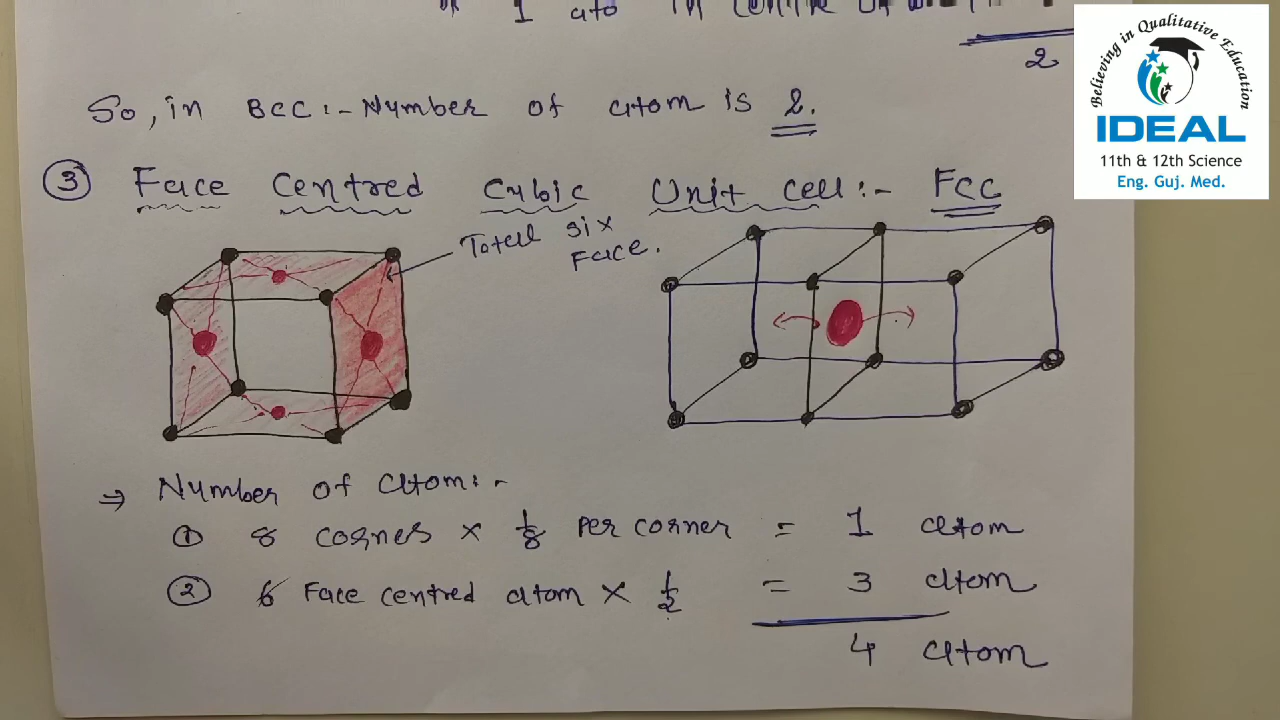 1 ato
2
So, in BCC :- Number of atom is 2.
③ Face Centred Cubic Unit cell :- FCC
Total six Face.
⇒ Number of atom :-
① 8 corners × 1/8 per corner = 1 atom
② 6 Face centred atom × 1/2 = 3 atom
4 atom
Believing in Qualitative Education
IDEAL
11th & 12th Science
Eng. Guj. Med.